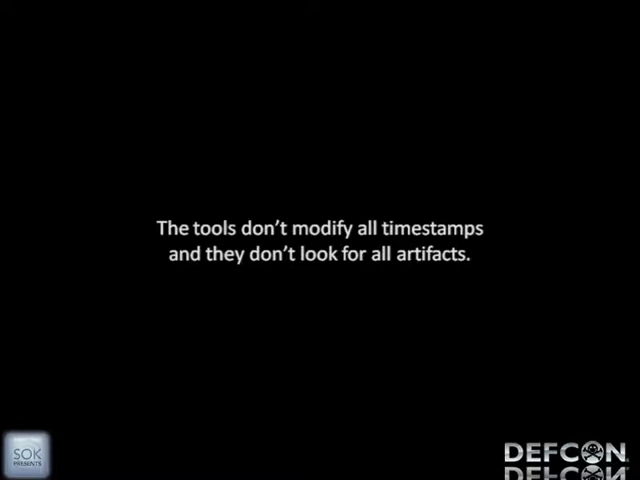 The tools don't modify all timestamps
and they don't look for all artifacts.
SOK
PRESENTS
DEFCON